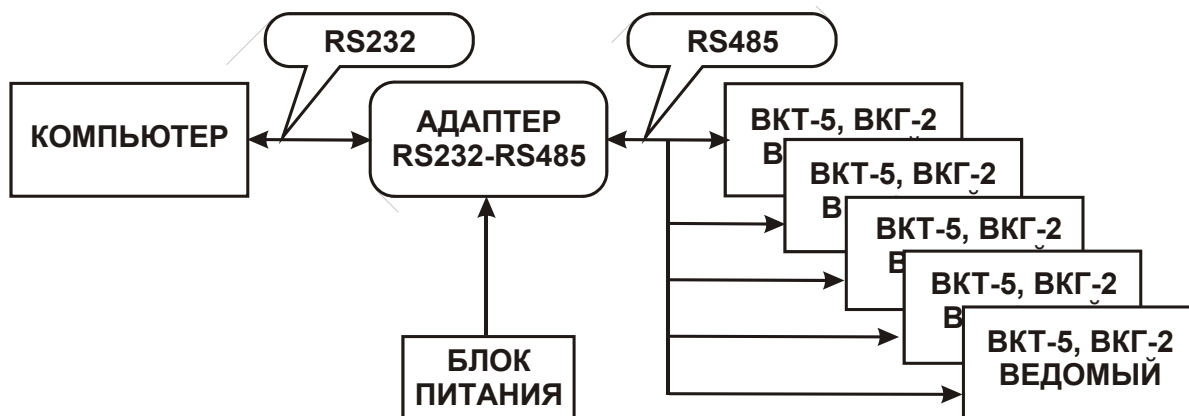 RS232
RS485
КОМПЬЮТЕР
АДАПТЕР
RS232-RS485
ВКТ-5, ВКГ-2
ВКТ-5, ВКГ-2
ВКТ-5, ВКГ-2
ВКТ-5, ВКГ-2
ВКТ-5, ВКГ-2
ВЕДОМЫЙ
БЛОК
ПИТАНИЯ